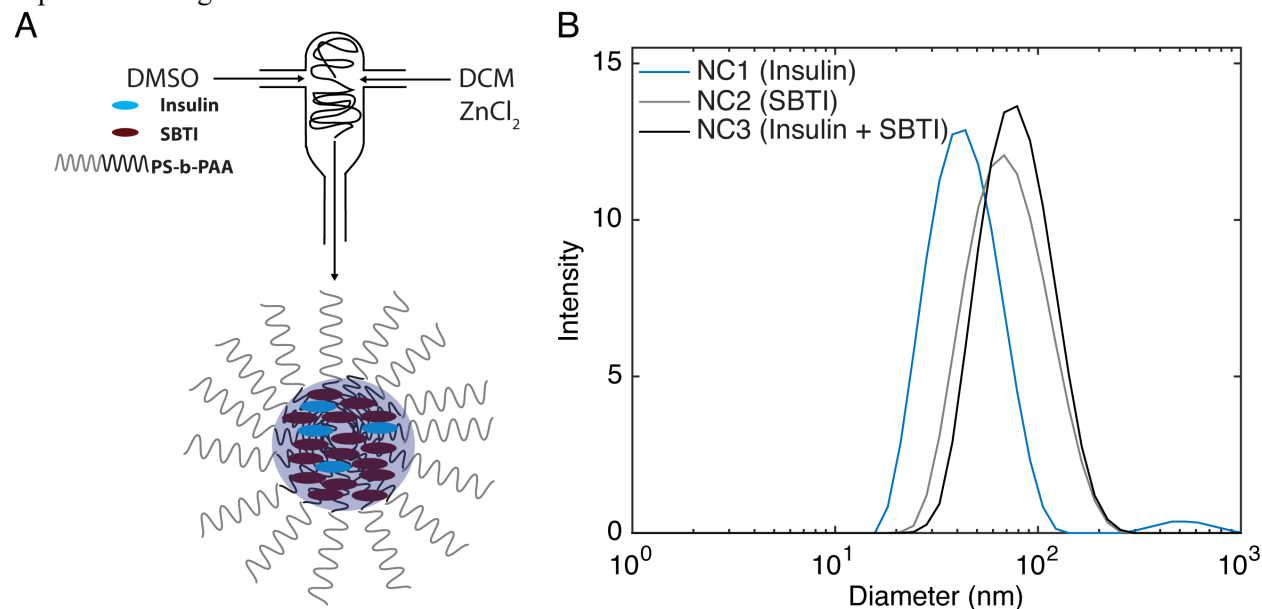 A
DMSO
DCM
ZnCl2
Insulin
SBTI
PS-b-PAA
B
NC1 (Insulin)
NC2 (SBTI)
NC3 (Insulin + SBTI)
15
10
5
0
Intensity
10^0
10^1
10^2
10^3
Diameter (nm)